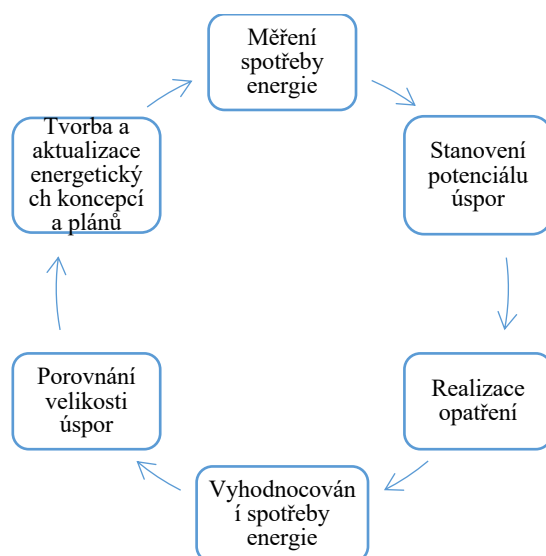 Měření
spotřeby
energie
Stanovení
potenciálu
úspor
Realizace
opatření
Vyhodnocován
í spotřeby
energie
Porovnání
velikosti
úspor
Tvorba a
aktualizace
energetický
ch koncepcí
a plánů